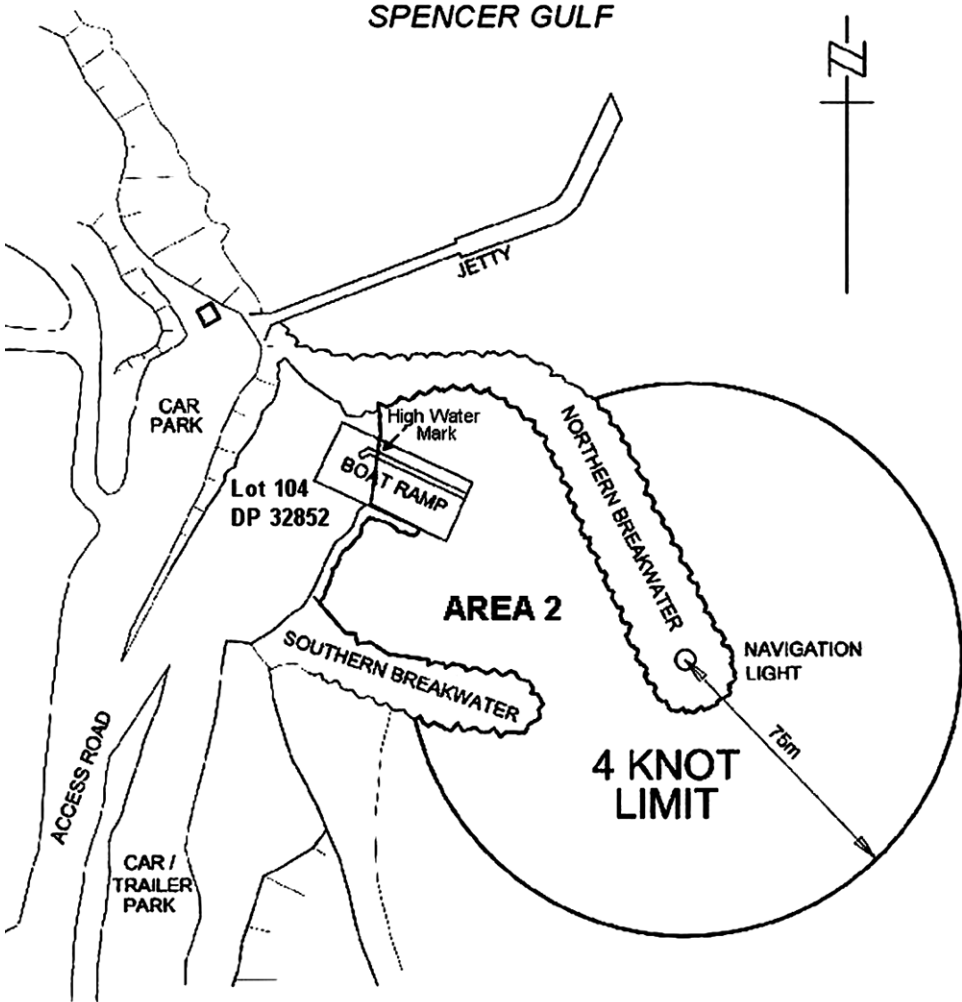 SPENCER GULF
N
JETTY
CAR
PARK
High Water
Mark
BOAT RAMP
Lot 104
DP 32852
NORTHERN BREAKWATER
AREA 2
SOUTHERN BREAKWATER
NAVIGATION
LIGHT
75m
4 KNOT
LIMIT
ACCESS ROAD
CAR /
TRAILER
PARK